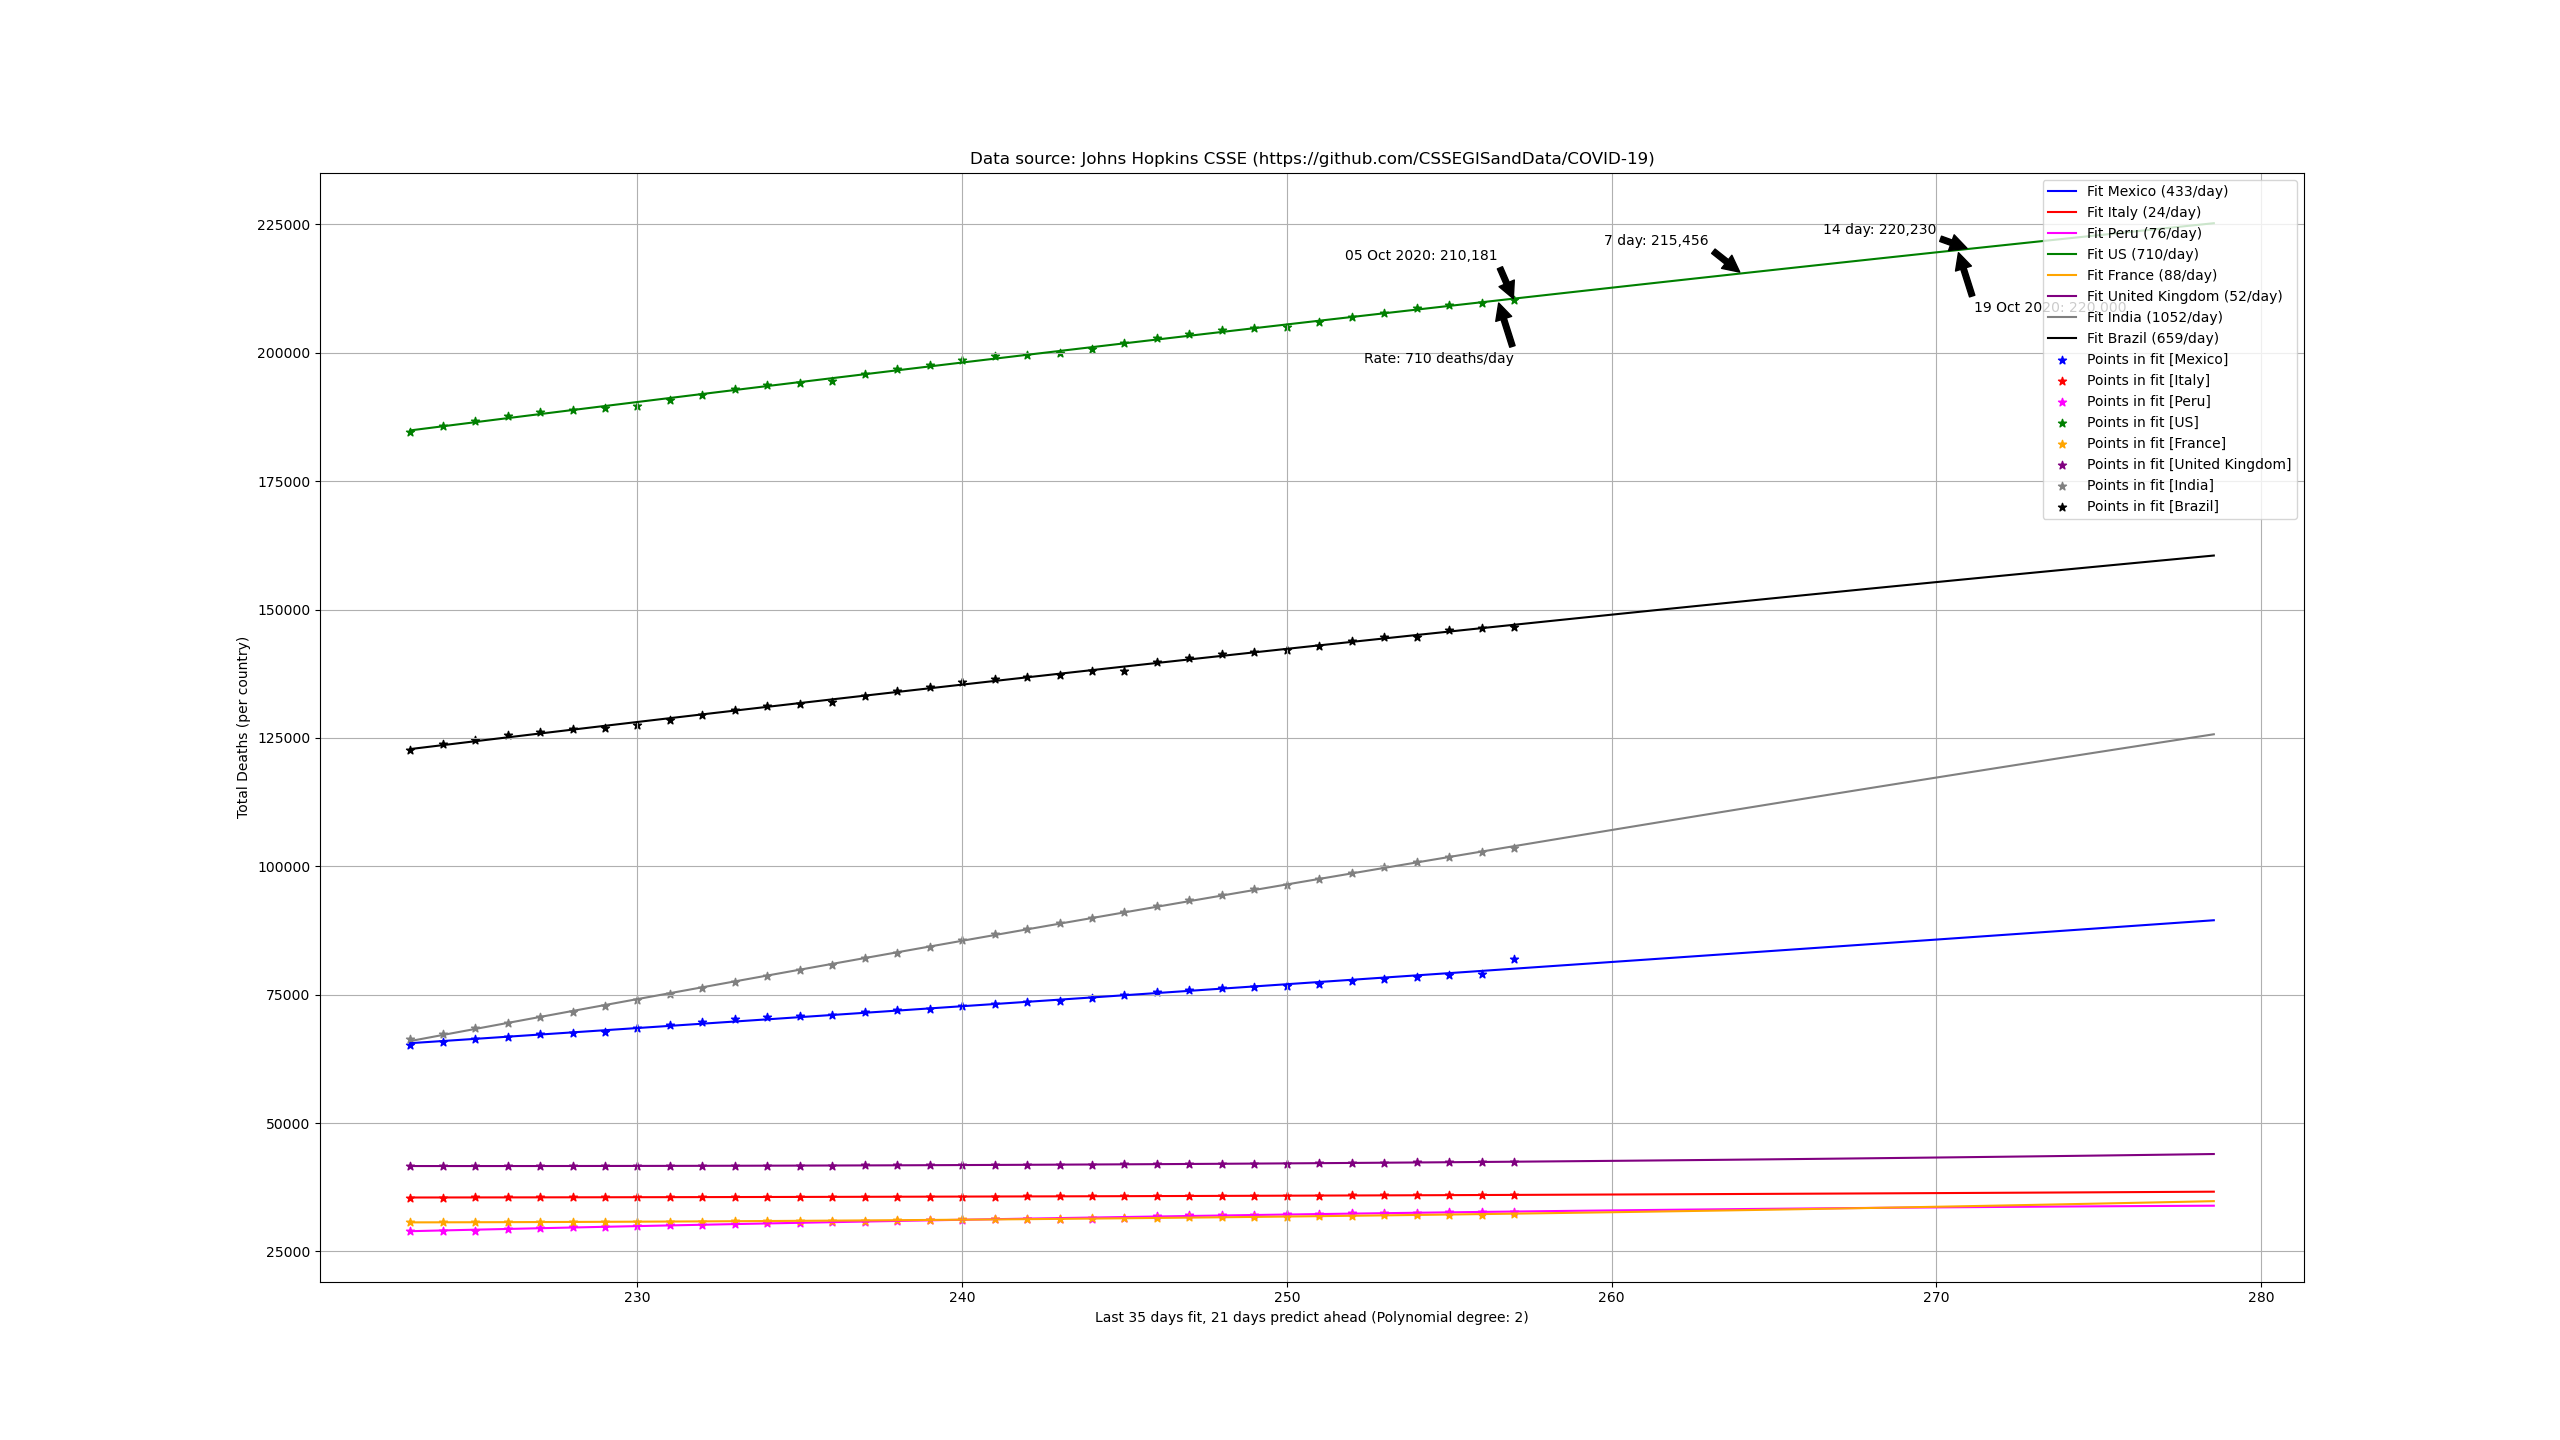 Data source: Johns Hopkins CSSE (https://github.com/CSSEGISandData/COVID-19)
Total Deaths (per country)
225000
200000
175000
150000
125000
100000
75000
50000
25000
05 Oct 2020: 210,181
7 day: 215,456
14 day: 220,230
19 Oct 2020: 220,000
Rate: 710 deaths/day
Fit Mexico (433/day)
Fit Italy (24/day)
Fit Peru (76/day)
Fit US (710/day)
Fit France (88/day)
Fit United Kingdom (52/day)
Fit India (1052/day)
Fit Brazil (659/day)
Points in fit [Mexico]
Points in fit [Italy]
Points in fit [Peru]
Points in fit [US]
Points in fit [France]
Points in fit [United Kingdom]
Points in fit [India]
Points in fit [Brazil]
230
240
250
260
270
280
Last 35 days fit, 21 days predict ahead (Polynomial degree: 2)